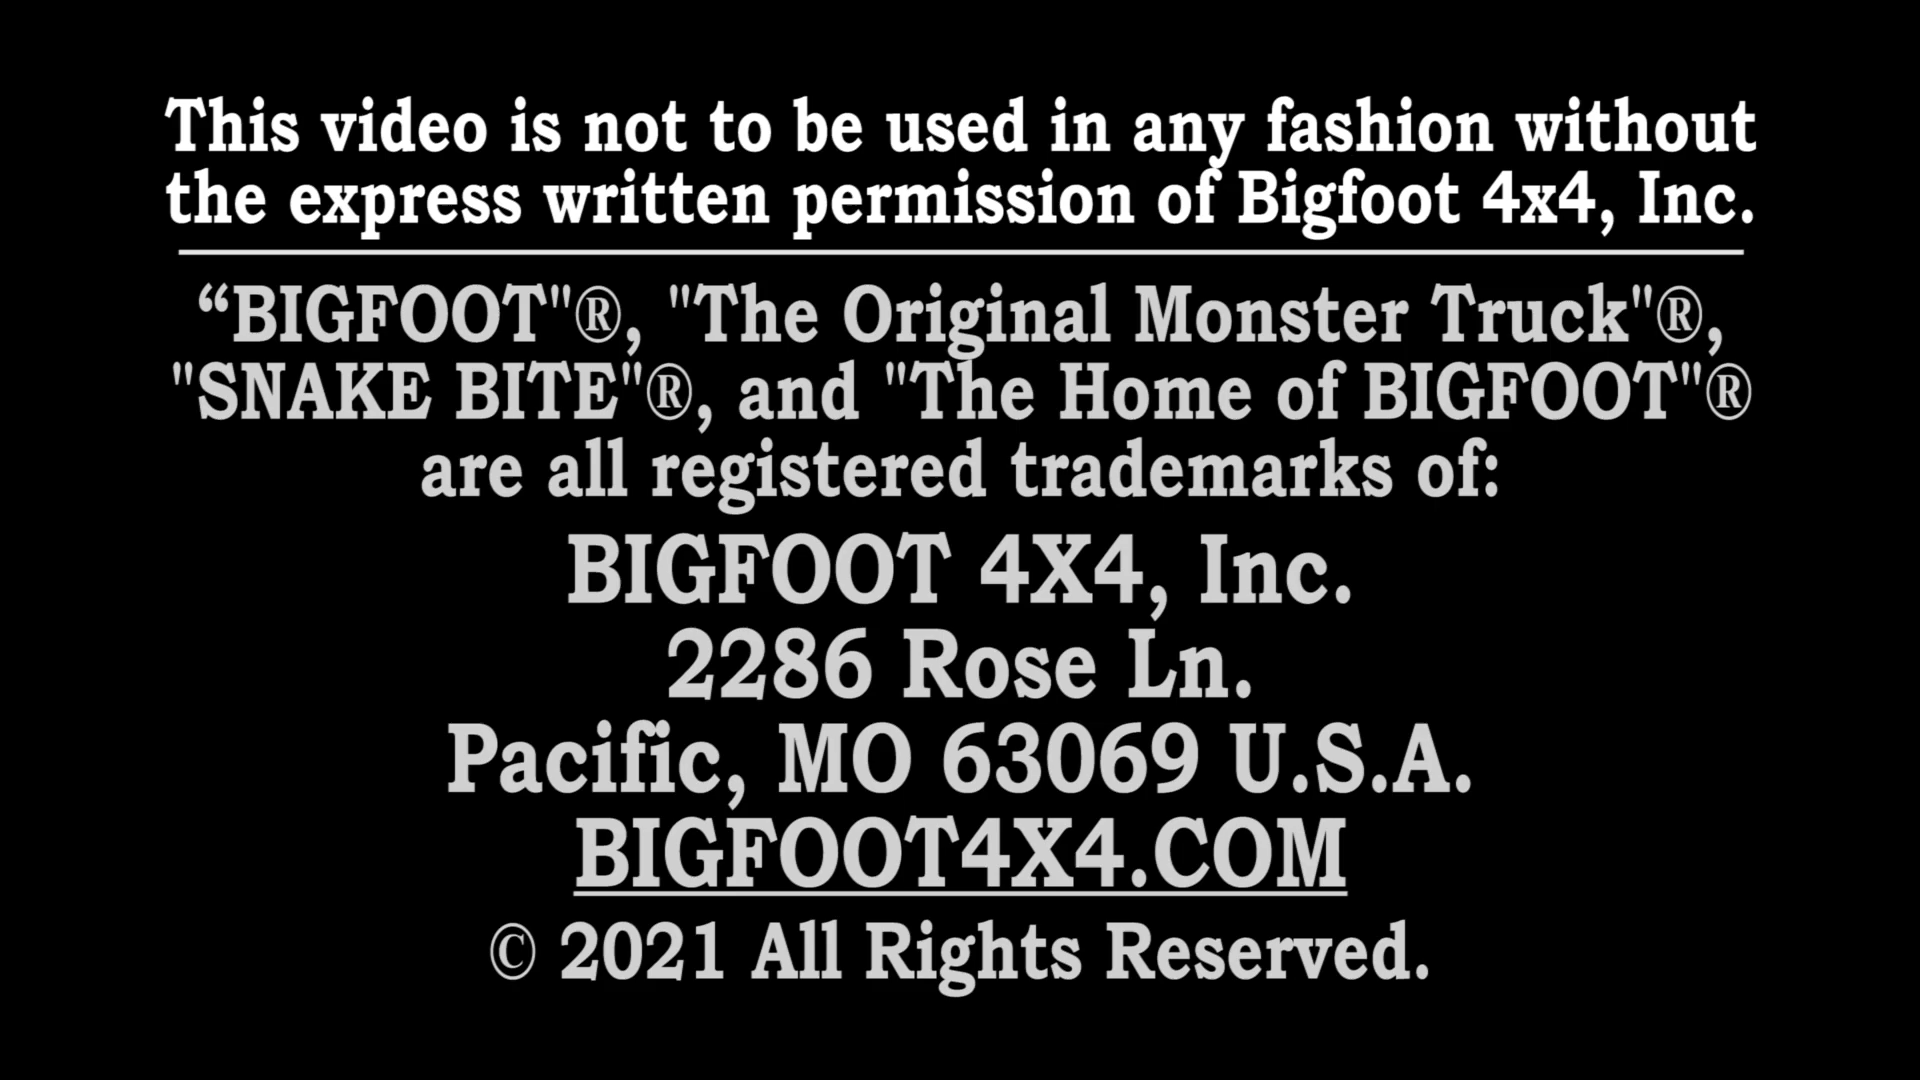 This video is not to be used in any fashion without
the express written permission of Bigfoot 4x4, Inc.
“BIGFOOT"®, "The Original Monster Truck"®,
"SNAKE BITE"®, and "The Home of BIGFOOT"®
are all registered trademarks of:
BIGFOOT 4X4, Inc.
2286 Rose Ln.
Pacific, MO 63069 U.S.A.
BIGFOOT4X4.COM
© 2021 All Rights Reserved.